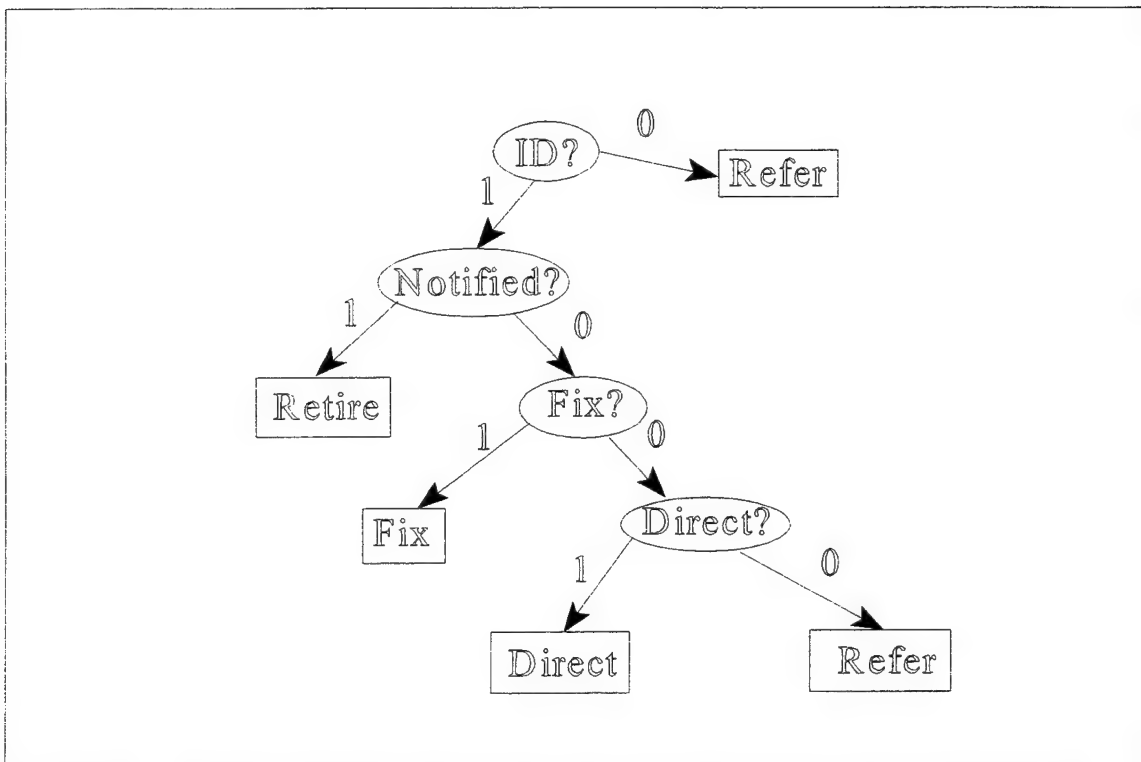 0
ID?
Refer
1
Notified?
1
0
Retire
Fix?
1
0
Fix
Direct?
1
0
Direct
Refer